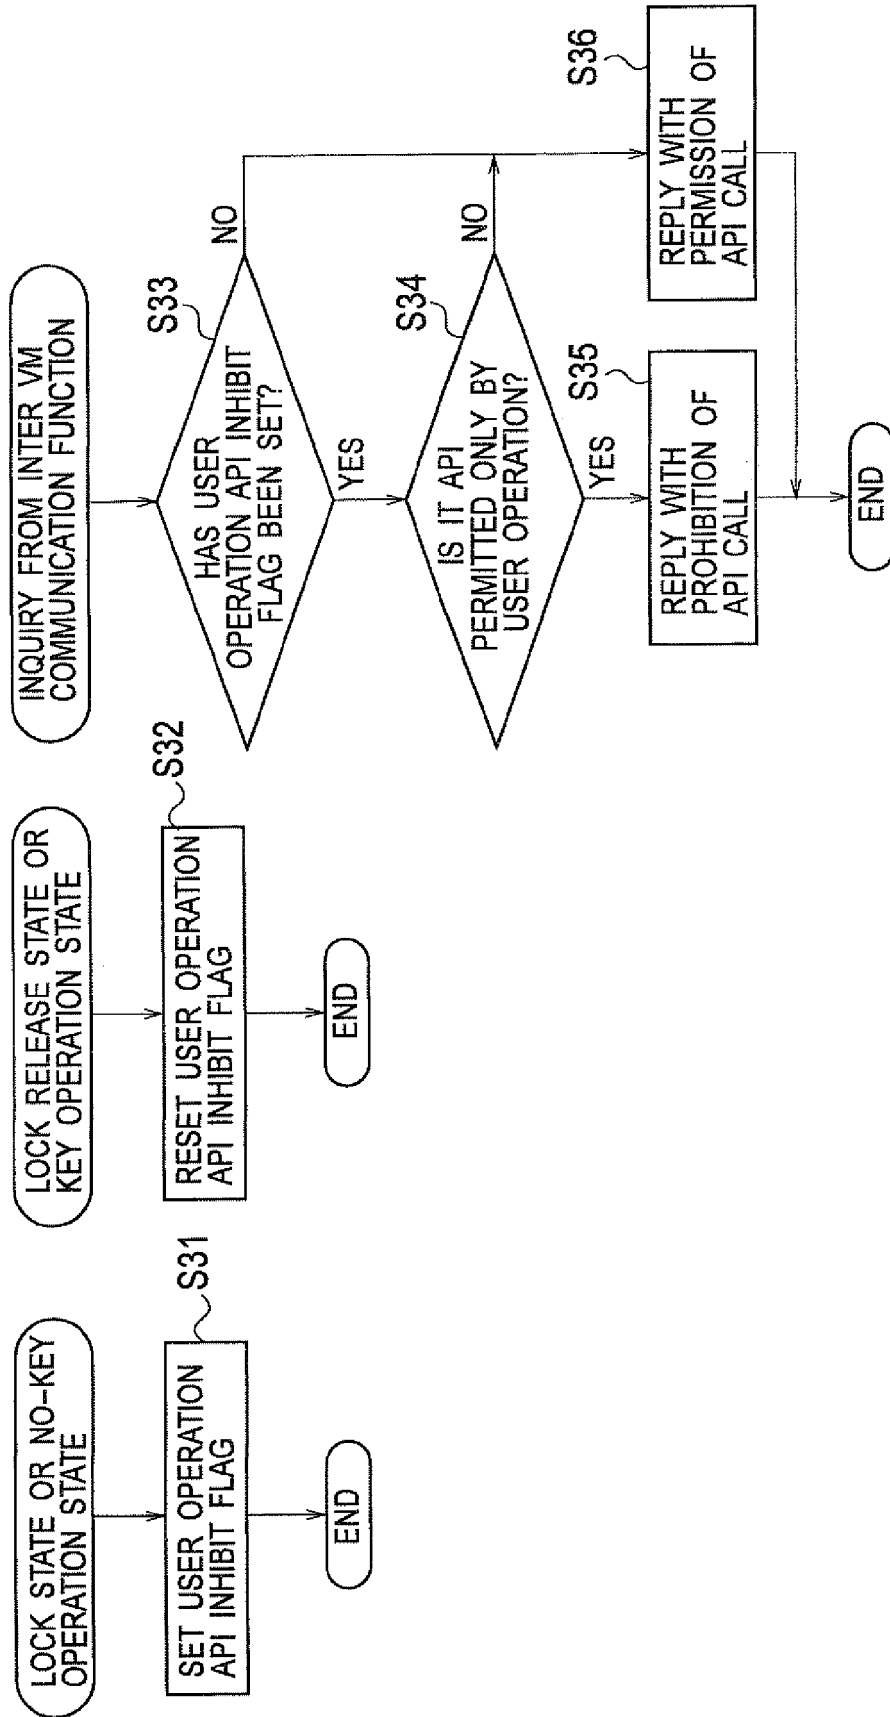 LOCK STATE OR NO-KEY
OPERATION STATE
S31
SET USER OPERATION
API INHIBIT FLAG
END
LOCK RELEASE STATE OR
KEY OPERATION STATE
S32
RESET USER OPERATION
API INHIBIT FLAG
END
INQUIRY FROM INTER VM
COMMUNICATION FUNCTION
S33
HAS USER
OPERATION API INHIBIT
FLAG BEEN SET?
NO
YES
S34
IS IT API
PERMITTED ONLY BY
USER OPERATION?
NO
YES
S35
REPLY WITH
PROHIBITION OF
API CALL
S36
REPLY WITH
PERMISSION OF
API CALL
END